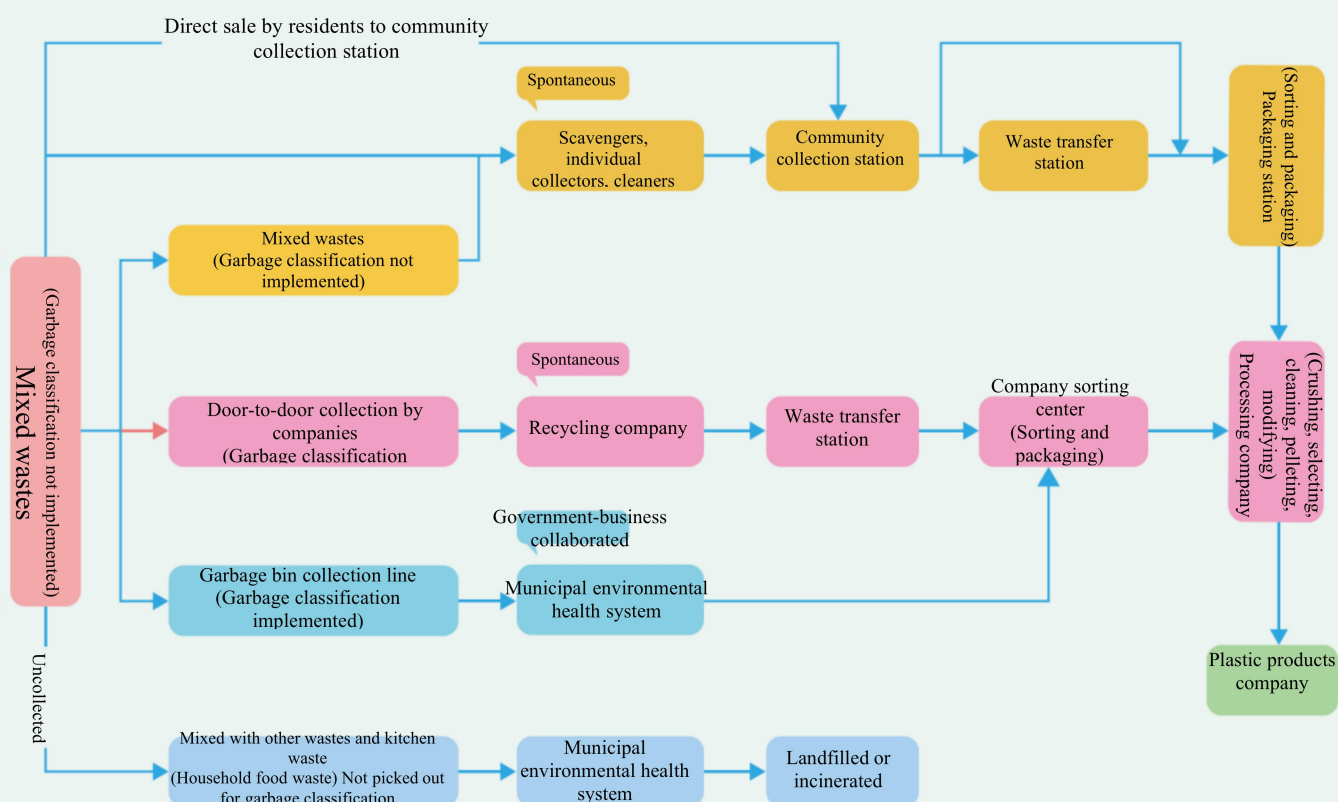 Direct sale by residents to community
collection station
Spontaneous
Scavengers,
individual
collectors, cleaners
Community
collection station
Waste transfer
station
(Sorting and packaging)
Packaging station
Mixed wastes
(Garbage classification not
implemented)
(Garbage classification not implemented)
Mixed wastes
Spontaneous
Door-to-door collection by
companies
(Garbage classification
Recycling company
Waste transfer
station
Company sorting
center
(Sorting and
packaging)
(Crushing, selecting,
cleaning, pelleting,
modifying)
Processing company
Government-business
collaborated
Garbage bin collection line
(Garbage classification
implemented)
Municipal environmental
health system
Plastic products
company
Uncollected
Mixed with other wastes and kitchen
waste
(Household food waste) Not picked out
for garbage classification
Municipal
environmental health
system
Landfilled or
incinerated